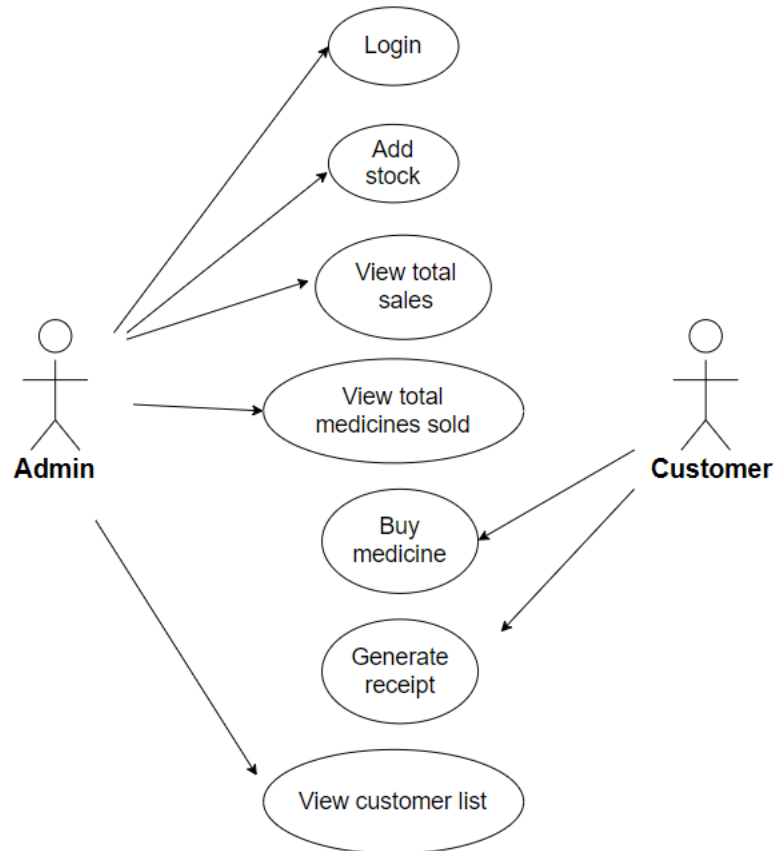 Login
Add
stock
View total
sales
View total
medicines sold
Admin
Customer
Buy
medicine
Generate
receipt
View customer list